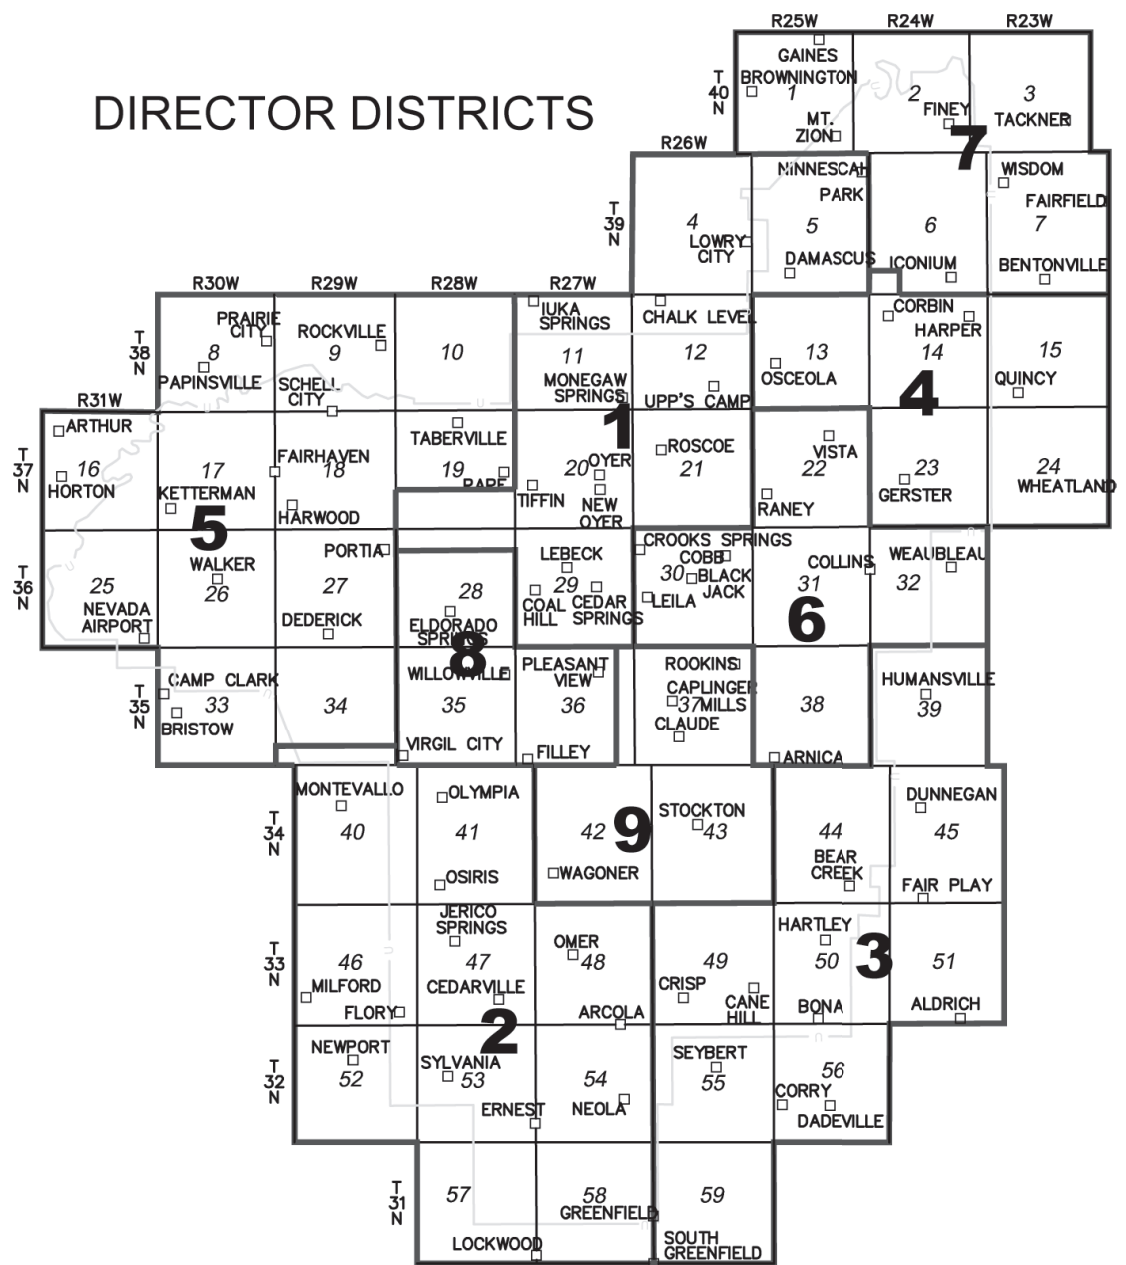 R25W R24W R23W
DIRECTOR DISTRICTS
T
40
N
GAINES
BROWNINGTON
1
MT.
ZION
2
FINEY
3
TACKNER
7
R26W
T
39
N
4
LOWRY
CITY
NINNESCAH
PARK
5
DAMASCUS
6
ICONIUM
WISDOM
FAIRFIELD
7
BENTONVILLE
R30W R29W R28W R27W
T
38
N
PRAIRIE
CITY
8
PAPINSVILLE
ROCKVILLE
9
SCHELL
CITY
10
IUKA
SPRINGS
11
MONEGAW
SPRINGS
CHALK LEVEL
12
UPP'S CAMP
13
OSCEOLA
CORBIN
HARPER
14
4
15
QUINCY
R31W
T
37
N
ARTHUR
16
HORTON
17
KETTERMAN
5
FAIRHAVEN
18
HARWOOD
TABERVILLE
19
1
20
OYER
TIFFIN
NEW
OYER
ROSCOE
21
VISTA
22
RANEY
23
GERSTER
24
WHEATLAND
T
36
N
25
NEVADA
AIRPORT
WALKER
26
PORTIA
27
DEDERICK
28
ELDORADO
SPRINGS
8
LEBECK
29
COAL
HILL
CEDAR
SPRINGS
CROOKS SPRINGS
COBB
30
BLACK
JACK
LEILA
COLLINS
31
6
WEAUBLEAU
32
T
35
N
CAMP CLARK
33
BRISTOW
34
WILLOWVILLE
35
VIRGIL CITY
PLEASANT
VIEW
36
FILLEY
ROOKINS
CAPLINGER
37 MILLS
CLAUDE
38
ARNICA
HUMANSVILLE
39
T
34
N
MONTEVALLO
40
OLYMPIA
41
OSIRIS
42
9
WAGONER
STOCKTON
43
44
BEAR
CREEK
DUNNEGAN
45
FAIR PLAY
T
33
N
46
MILFORD
FLORY
JERICO
SPRINGS
47
CEDARVILLE
2
OMER
48
ARCOLA
49
CRISP
CANE
HILL
HARTLEY
50
BONA
3
51
ALDRICH
T
32
N
NEWPORT
52
SYLVANIA
53
ERNEST
54
NEOLA
SEYBERT
55
56
CORRY
DADEVILLE
T
31
N
57
LOCKWOOD
58
GREENFIELD
59
SOUTH
GREENFIELD